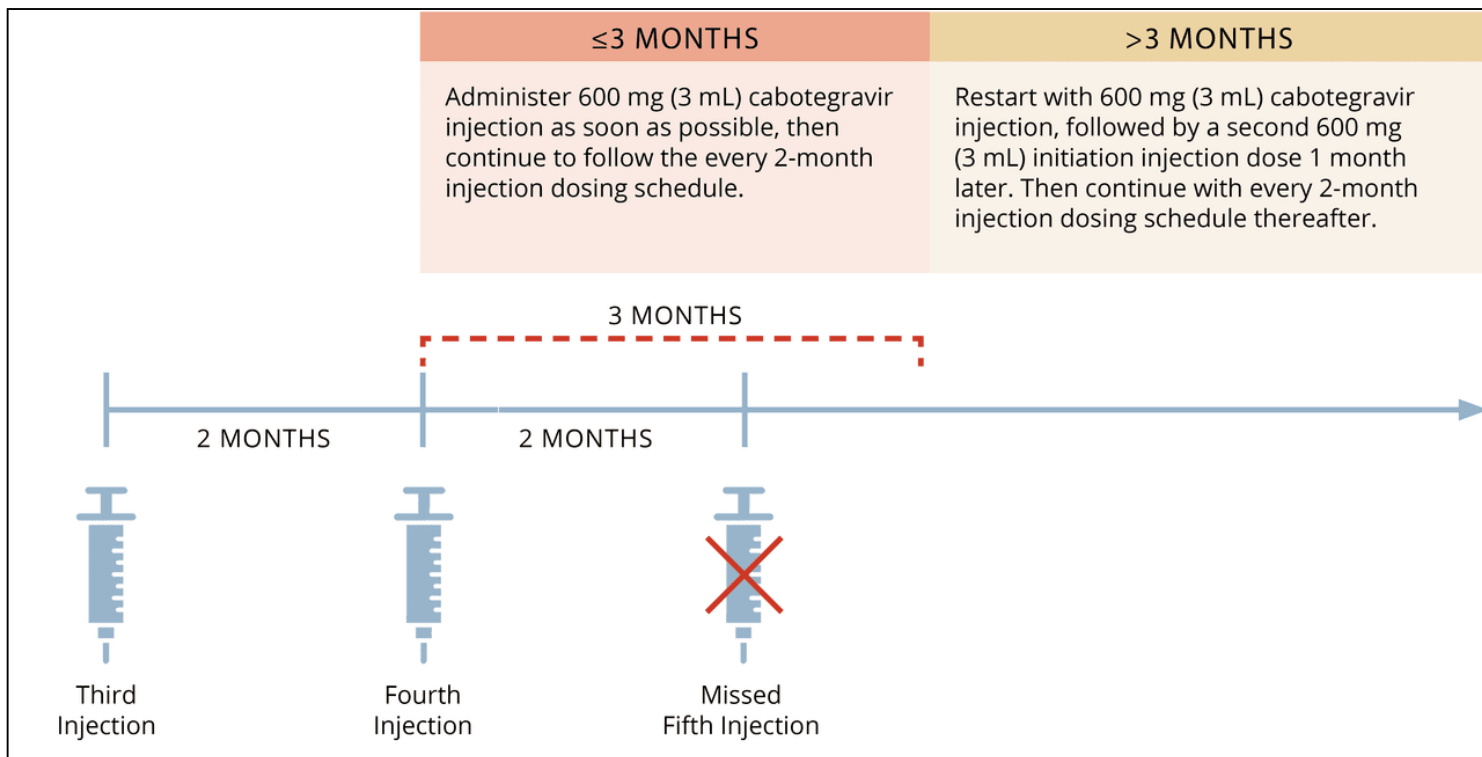 ≤3 MONTHS
Administer 600 mg (3 mL) cabotegravir
injection as soon as possible, then
continue to follow the every 2-month
injection dosing schedule.
>3 MONTHS
Restart with 600 mg (3 mL) cabotegravir
injection, followed by a second 600 mg
(3 mL) initiation injection dose 1 month
later. Then continue with every 2-month
injection dosing schedule thereafter.
3 MONTHS
2 MONTHS
2 MONTHS
Third
Injection
Fourth
Injection
Missed
Fifth Injection